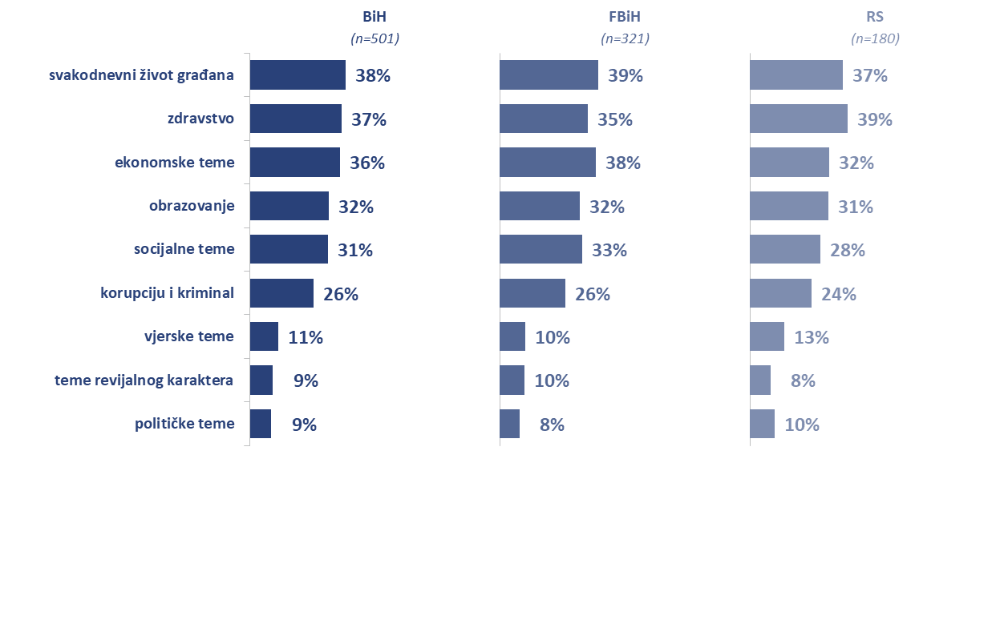 BiH FBiH RS
(n=501) (n=321) (n=180)
svakodnevni život građana 38% 39% 37%
zdravstvo 37% 35% 39%
ekonomske teme 36% 38% 32%
obrazovanje 32% 32% 31%
socijalne teme 31% 33% 28%
korupciju i kriminal 26% 26% 24%
vjerske teme 11% 10% 13%
teme revijalnog karaktera 9% 10% 8%
političke teme 9% 8% 10%